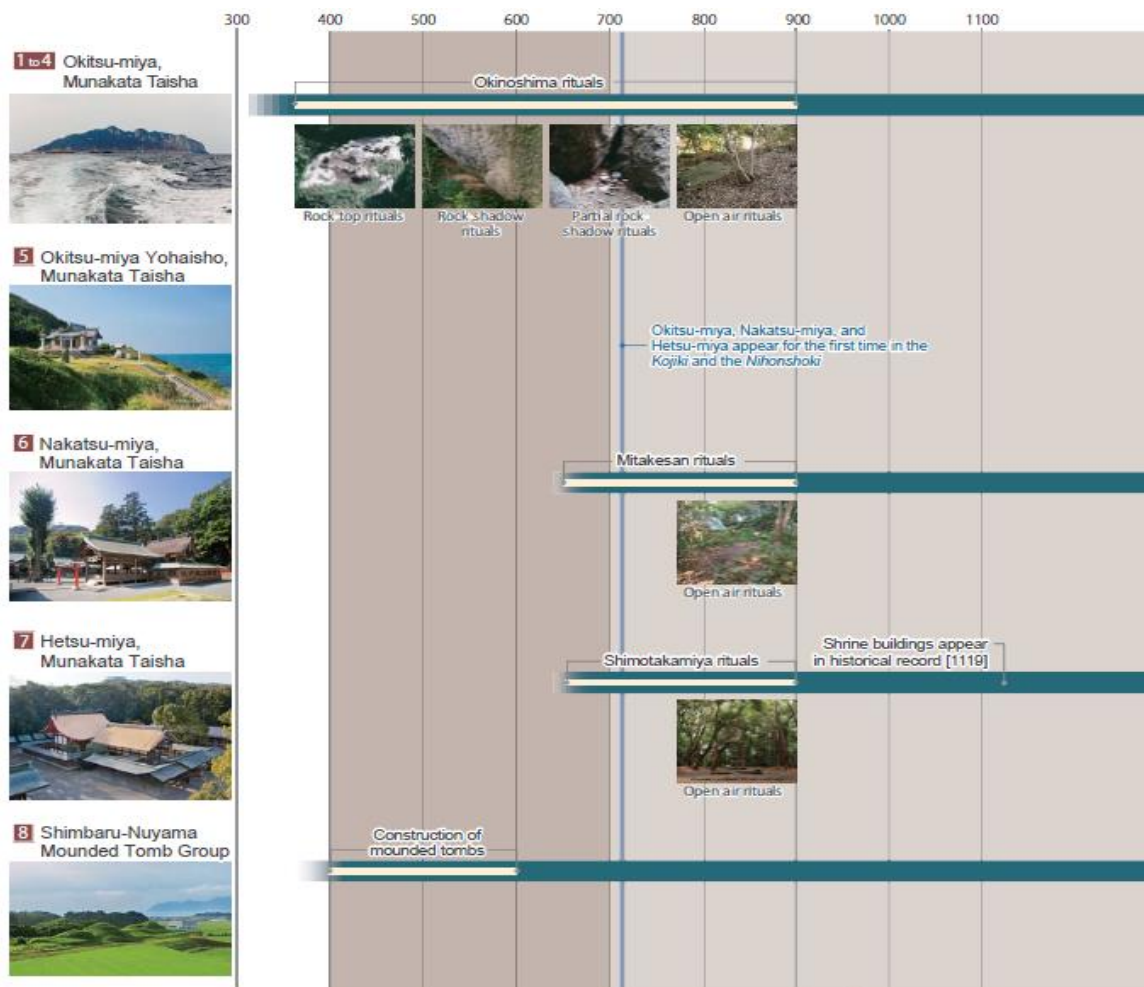 300 400 500 600 700 800 900 1000 1100
1 to 4 Okitsu-miya,
Munakata Taisha
Okinoshima rituals
Rock top rituals
Rock shadow
rituals
Partial rock
shadow rituals
Open air rituals
5 Okitsu-miya Yohaisho,
Munakata Taisha
Okitsu-miya, Nakatsu-miya, and
Hetsu-miya appear for the first time in the
Kojiki and the Nihonshoki
6 Nakatsu-miya,
Munakata Taisha
Mitakesan rituals
Open air rituals
7 Hetsu-miya,
Munakata Taisha
Shimotakamiya rituals
Shrine buildings appear
in historical record [1119]
Open air rituals
8 Shimbaru-Nuyama
Mounded Tomb Group
Construction of
mounded tombs